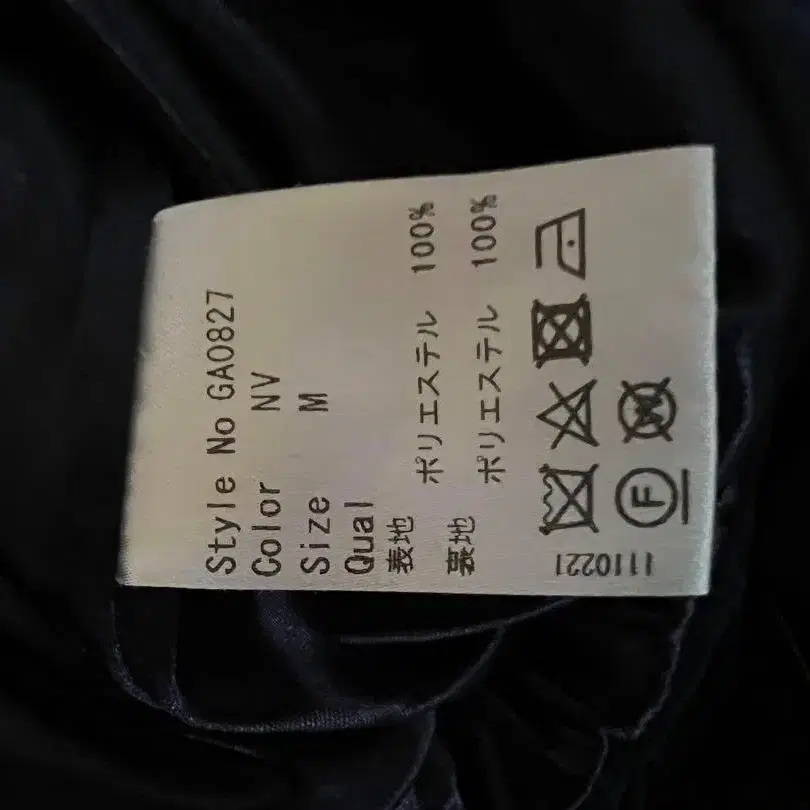 Style No GA0827
Color NV
Size M
Qual
表地 ポリエステル 100%
裏地 ポリエステル 100%
F W
1110221